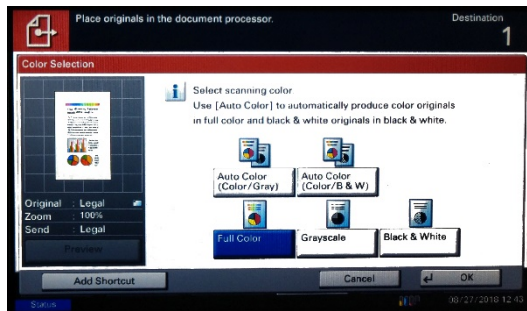 Place originals in the document processor.
Destination
1
Color Selection
Select scanning color
Use [Auto Color] to automatically produce color originals
in full color and black & white originals in black & white.
Auto Color
(Color/Gray)
Auto Color
(Color/B & W)
Full Color
Grayscale
Black & White
Original : Legal
Zoom : 100%
Send : Legal
Preview
Add Shortcut
Cancel
OK
Status
08/27/2018 12:43